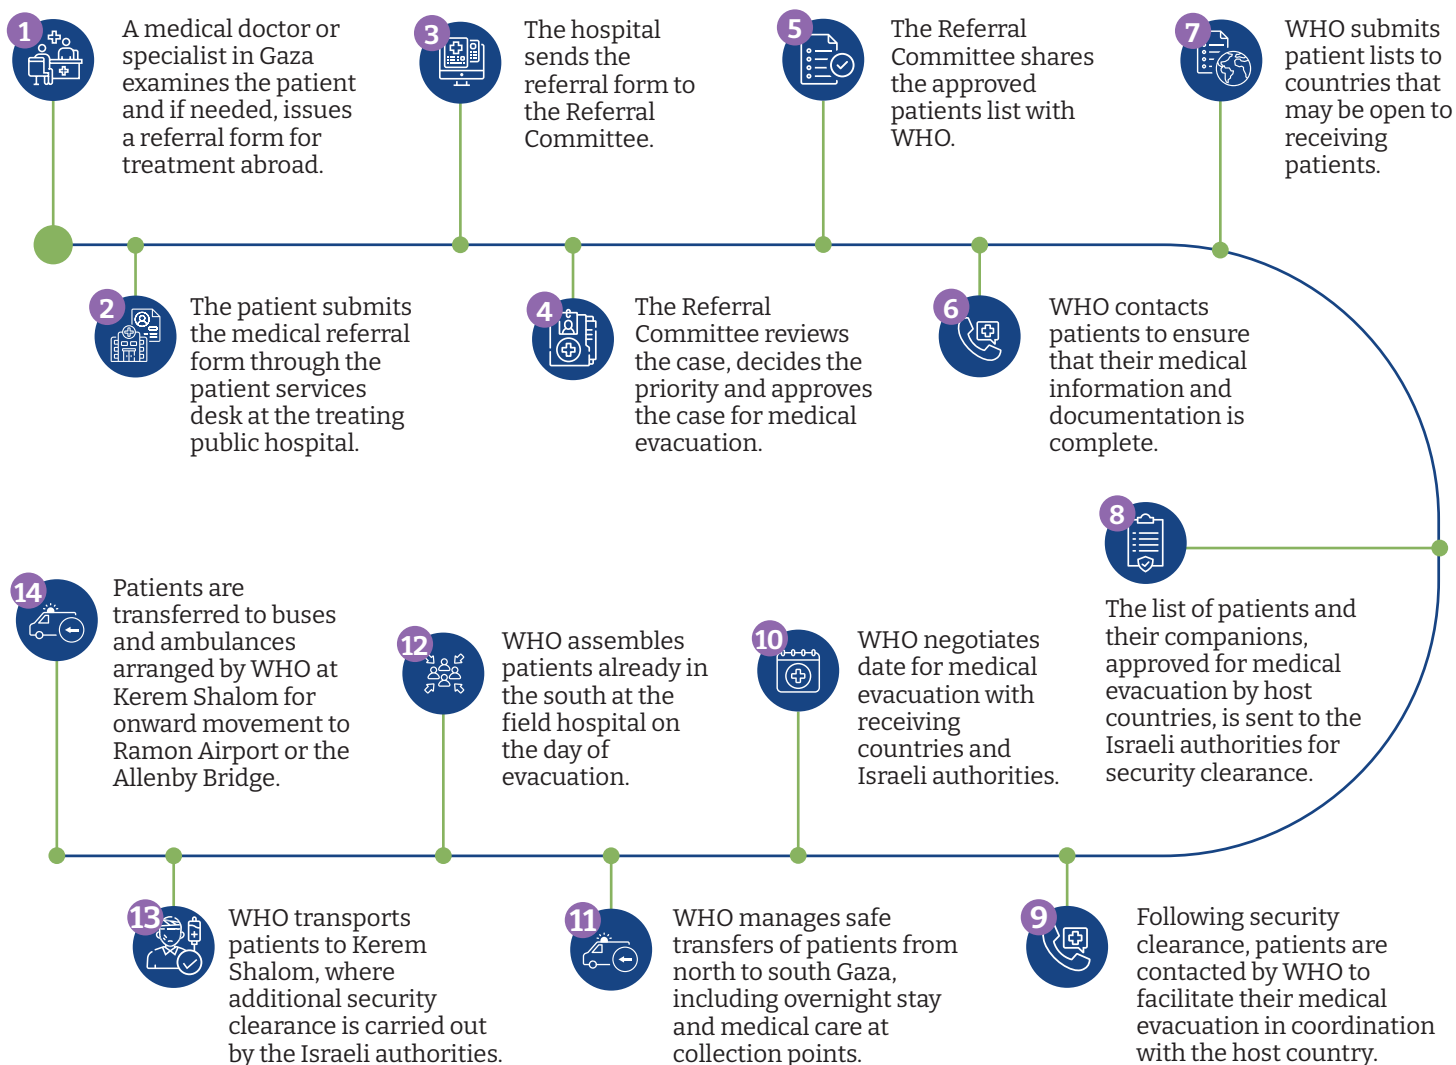 1
A medical doctor or
specialist in Gaza
examines the patient
and if needed, issues
a referral form for
treatment abroad.
2
The patient submits
the medical referral
form through the
patient services
desk at the treating
public hospital.
3
The hospital
sends the
referral form to
the Referral
Committee.
4
The Referral
Committee reviews
the case, decides the
priority and approves
the case for medical
evacuation.
5
The Referral
Committee shares
the approved
patients list with
WHO.
6
WHO contacts
patients to ensure
that their medical
information and
documentation is
complete.
7
WHO submits
patient lists to
countries that
may be open to
receiving
patients.
8
The list of patients and
their companions,
approved for medical
evacuation by host
countries, is sent to the
Israeli authorities for
security clearance.
9
Following security
clearance, patients are
contacted by WHO to
facilitate their medical
evacuation in coordination
with the host country.
10
WHO negotiates
date for medical
evacuation with
receiving
countries and
Israeli authorities.
11
WHO manages safe
transfers of patients from
north to south Gaza,
including overnight stay
and medical care at
collection points.
12
WHO assembles
patients already in
the south at the
field hospital on
the day of
evacuation.
13
WHO transports
patients to Kerem
Shalom, where
additional security
clearance is carried out
by the Israeli authorities.
14
Patients are
transferred to buses
and ambulances
arranged by WHO at
Kerem Shalom for
onward movement to
Ramon Airport or the
Allenby Bridge.